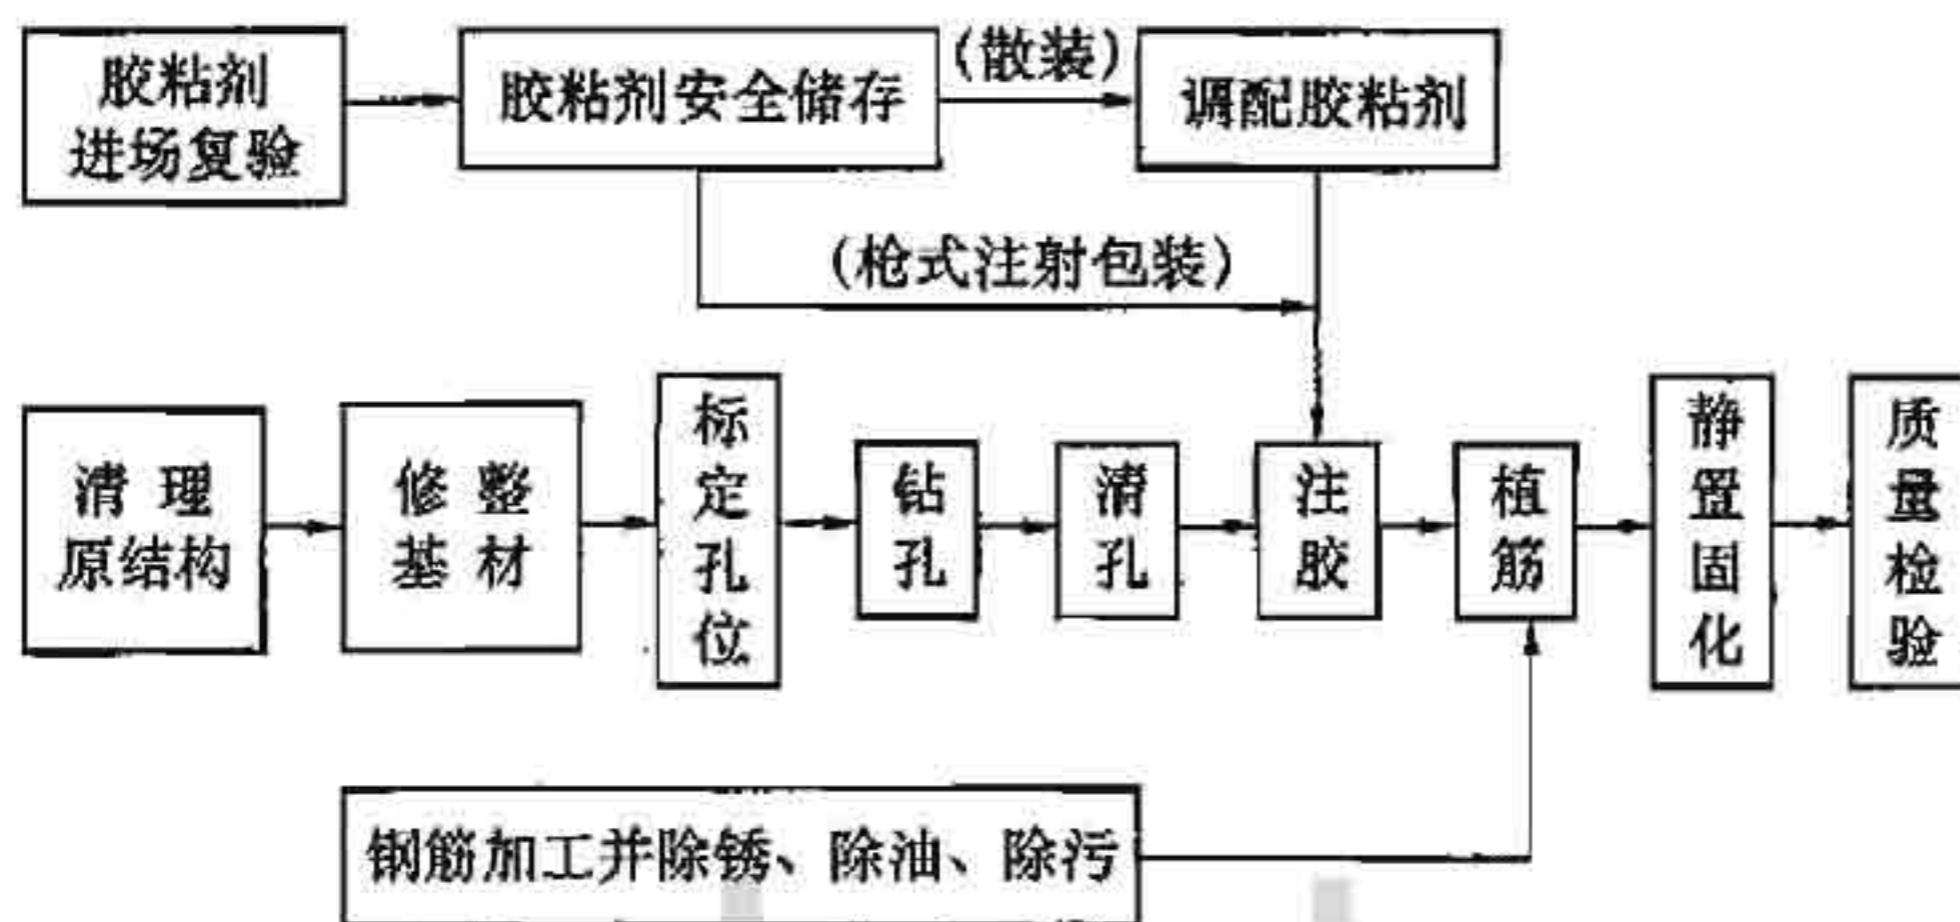 胶粘剂
进场复验
胶粘剂安全储存
(散装)
调配胶粘剂
(枪式注射包装)
清理
原结构
修整
基材
标定孔位
钻孔
清孔
注胶
植筋
静置固化
质量检验
钢筋加工并除锈、除油、除污